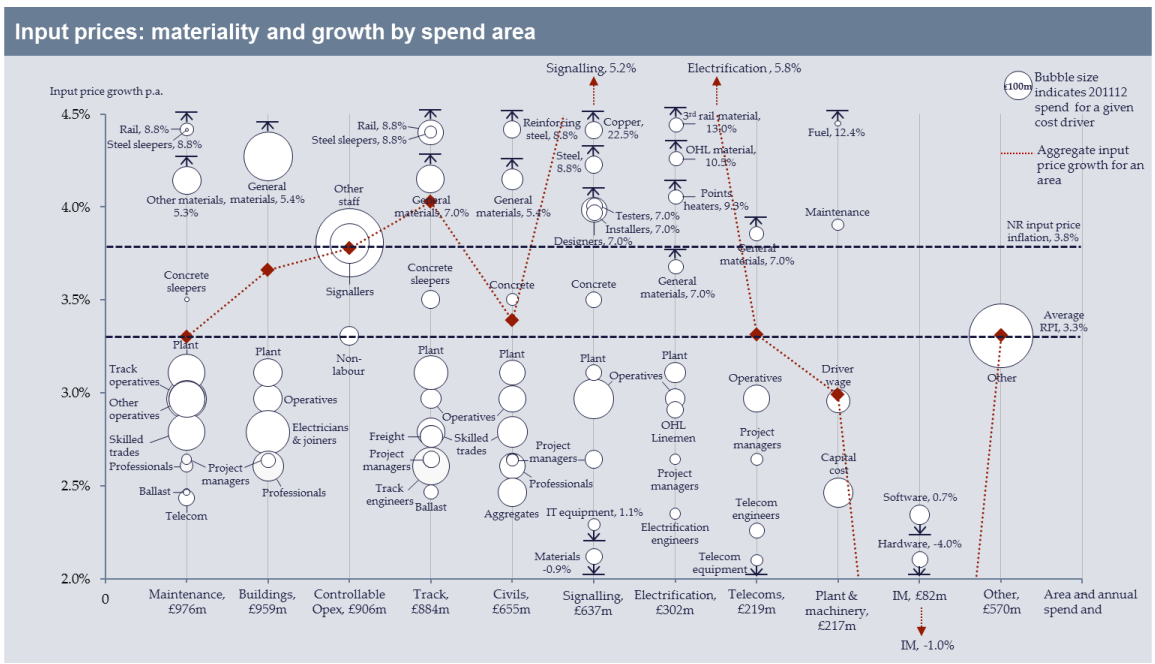 Input prices: materiality and growth by spend area
Signalling, 5.2%
Electrification, 5.8%
Input price growth p.a.
£100m
Bubble size
indicates 201112
spend for a given
cost driver
Aggregate input
price growth for an
area
4.5%
4.0%
3.5%
3.0%
2.5%
2.0%
0
Rail, 8.8%
Steel sleepers, 8.8%
Other materials,
5.3%
Concrete
sleepers
Plant
Track
operatives
Other
operatives
Skilled
trades
Professionals
Project
managers
Ballast
Telecom
General
materials, 5.4%
Plant
Operatives
Electricians
& joiners
Professionals
Other
staff
Signallers
Non-
labour
Rail, 8.8%
Steel sleepers, 8.8%
General
materials, 7.0%
Concrete
sleepers
Plant
Operatives
Freight
Skilled
trades
Project
managers
Track
engineers
Ballast
Reinforcing
steel, 8.8%
General
materials, 5.4%
Concrete
Plant
Project
managers
Professionals
Aggregates
Copper,
22.5%
Steel,
8.8%
Testers, 7.0%
Installers, 7.0%
Designers, 7.0%
Concrete
Plant
Operatives
IT equipment, 1.1%
Materials
-0.9%
3rd rail material,
13.0%
OHL material,
10.5%
Points
heaters, 9.3%
General
materials, 7.0%
Plant
OHL
Linemen
Project
managers
Electrification
engineers
General
materials, 7.0%
Operatives
Project
managers
Telecom
engineers
Telecom
equipment
Fuel, 12.4%
Maintenance
Driver
wage
Capital
cost
Software, 0.7%
Hardware, -4.0%
Other
NR input price
inflation, 3.8%
Average
RPI, 3.3%
Maintenance,
£976m
Buildings,
£959m
Controllable
Opex, £906m
Track,
£884m
Civils,
£655m
Signalling,
£637m
Electrification,
£302m
Telecoms,
£219m
Plant &
machinery,
£217m
IM, £82m
Other,
£570m
Area and annual
spend and
IM, -1.0%